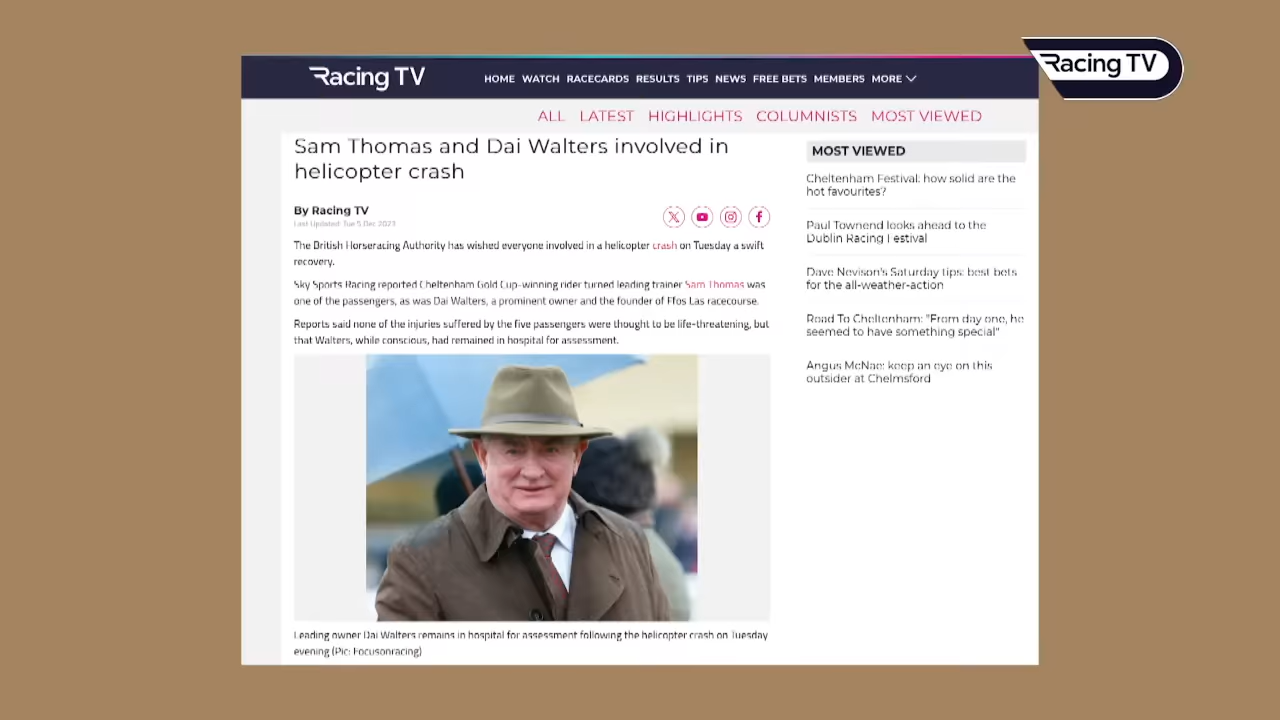 Racing TV
Racing TV
HOME WATCH RACECARDS RESULTS TIPS NEWS FREE BETS MEMBERS MORE
ALL LATEST HIGHLIGHTS COLUMNISTS MOST VIEWED
Sam Thomas and Dai Walters involved in
helicopter crash
By Racing TV
Last Updated: Tue 5 Dec 2023
The British Horseracing Authority has wished everyone involved in a helicopter crash on Tuesday a swift
recovery.
Sky Sports Racing reported Cheltenham Gold Cup-winning rider turned leading trainer Sam Thomas was
one of the passengers, as was Dai Walters, a prominent owner and the founder of Ffos Las racecourse.
Reports said none of the injuries suffered by the five passengers were thought to be life-threatening, but
that Walters, while conscious, had remained in hospital for assessment.
Leading owner Dai Walters remains in hospital for assessment following the helicopter crash on Tuesday
evening (Pic: Focusonracing)
MOST VIEWED
Cheltenham Festival: how solid are the
hot favourites?
Paul Townend looks ahead to the
Dublin Racing Festival
Dave Nevison's Saturday tips: best bets
for the all-weather-action
Road To Cheltenham: "From day one, he
seemed to have something special"
Angus McNae: keep an eye on this
outsider at Chelmsford